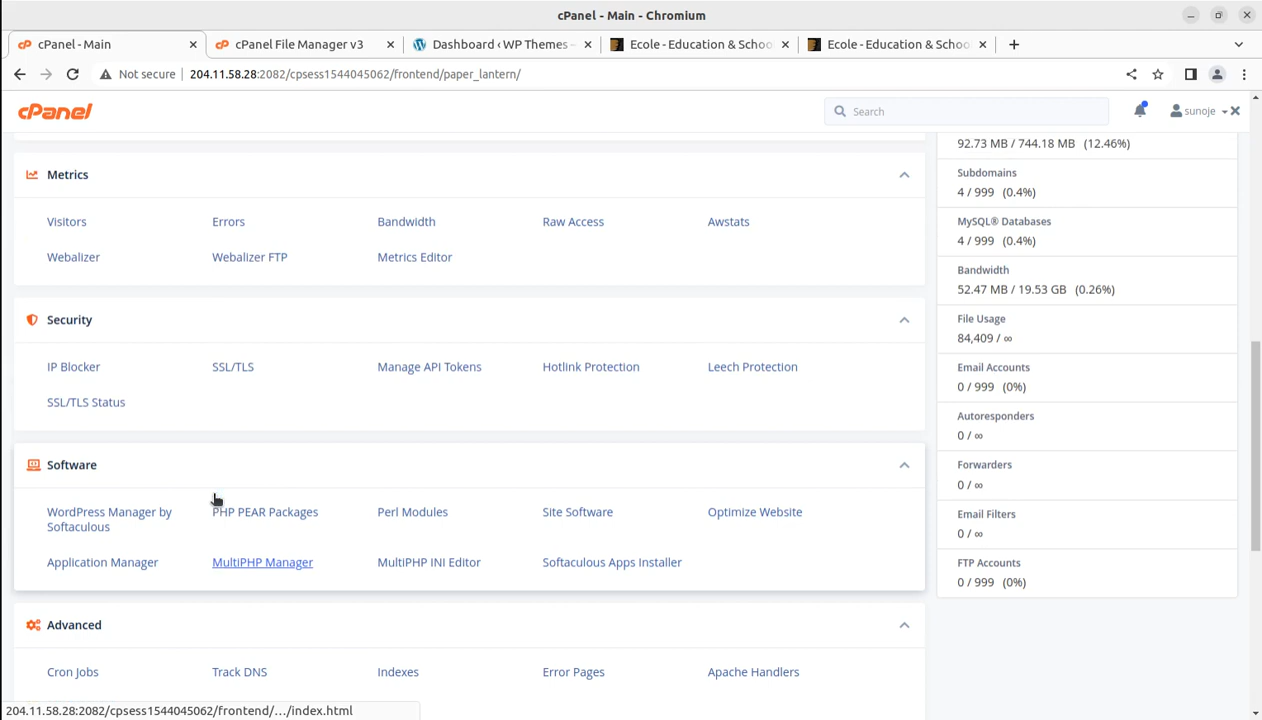 cPanel - Main - Chromium
cPanel - Main
cPanel File Manager v3
Dashboard ‹ WP Themes -
Ecole - Education & Schoo
Ecole - Education & Schoo
Not secure
204.11.58.28:2082/cpsess1544045062/frontend/paper_lantern/
cPanel
Search
sunoje
Metrics
Visitors
Errors
Bandwidth
Raw Access
Awstats
Webalizer
Webalizer FTP
Metrics Editor
Security
IP Blocker
SSL/TLS
Manage API Tokens
Hotlink Protection
Leech Protection
SSL/TLS Status
Software
WordPress Manager by
Softaculous
PHP PEAR Packages
Perl Modules
Site Software
Optimize Website
Application Manager
MultiPHP Manager
MultiPHP INI Editor
Softaculous Apps Installer
Advanced
Cron Jobs
Track DNS
Indexes
Error Pages
Apache Handlers
92.73 MB / 744.18 MB (12.46%)
Subdomains
4 / 999 (0.4%)
MySQL® Databases
4 / 999 (0.4%)
Bandwidth
52.47 MB / 19.53 GB (0.26%)
File Usage
84,409 / ∞
Email Accounts
0 / 999 (0%)
Autoresponders
0 / ∞
Forwarders
0 / ∞
Email Filters
0 / ∞
FTP Accounts
0 / 999 (0%)
204.11.58.28:2082/cpsess1544045062/frontend/.../index.html